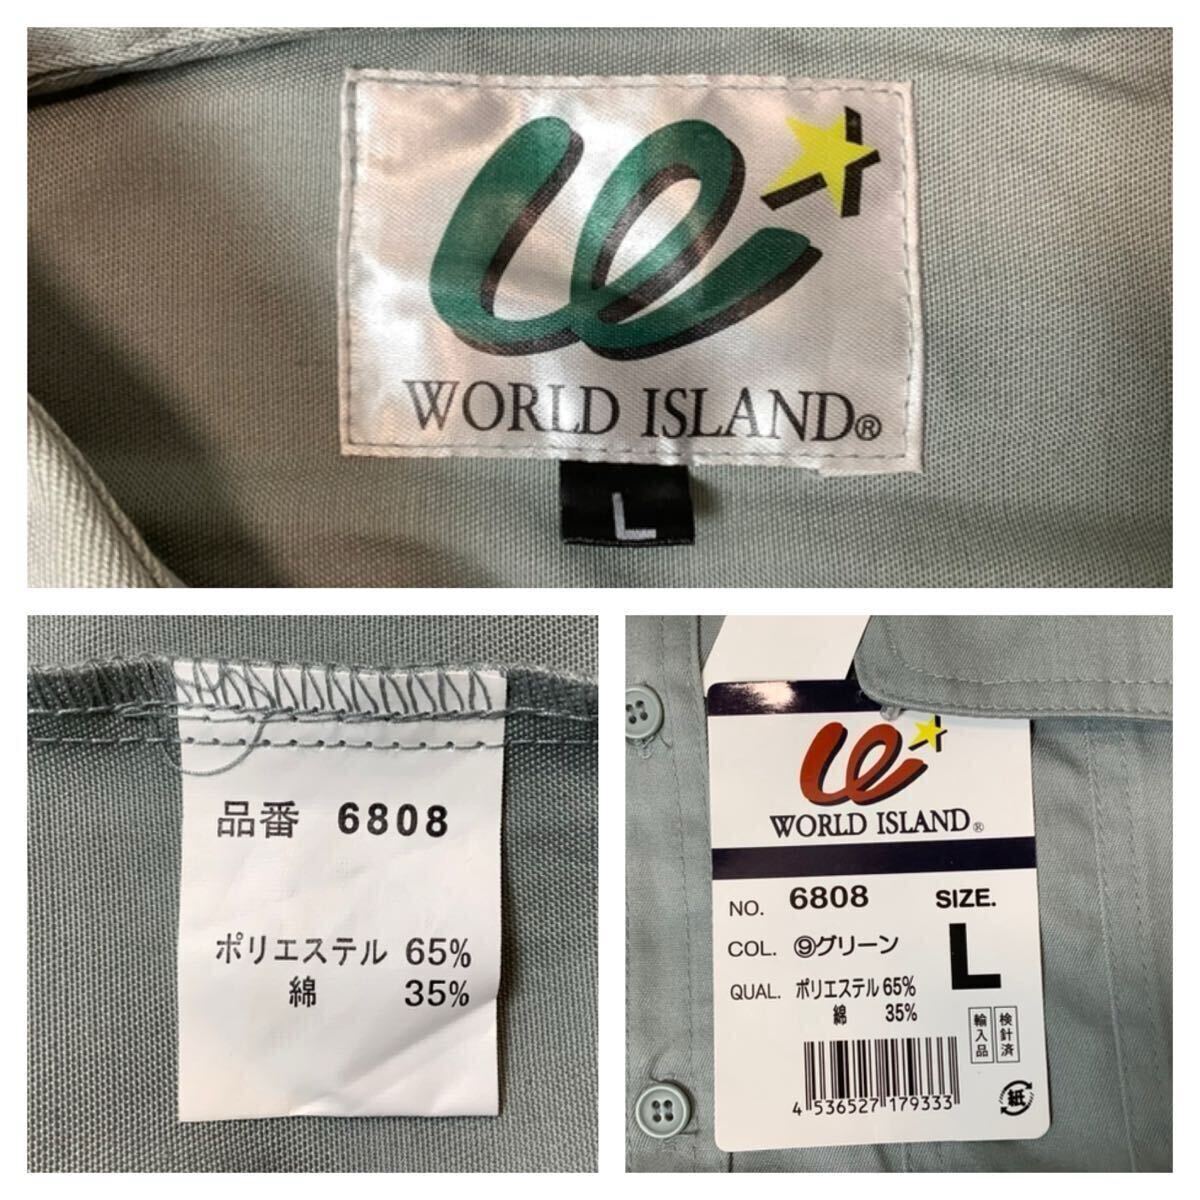 WORLD ISLAND®
L
品番 6808
ポリエステル 65%
綿 35%
WORLD ISLAND®
NO. 6808
SIZE.
COL. ⑨グリーン
L
QUAL. ポリエステル 65%
綿 35%
輸入品
検針済
4 536527 179333
紙